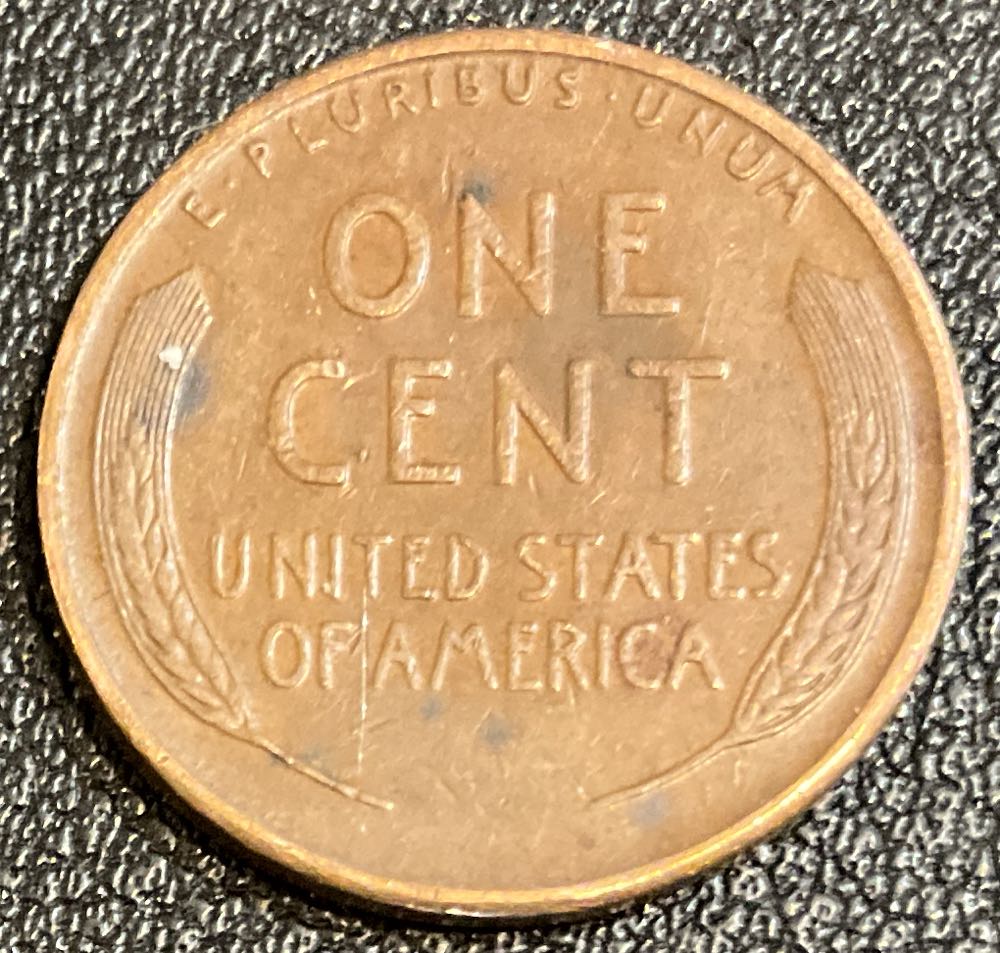 E · PLURIBUS · UNUM
ONE
CENT
UNITED STATES
OF AMERICA